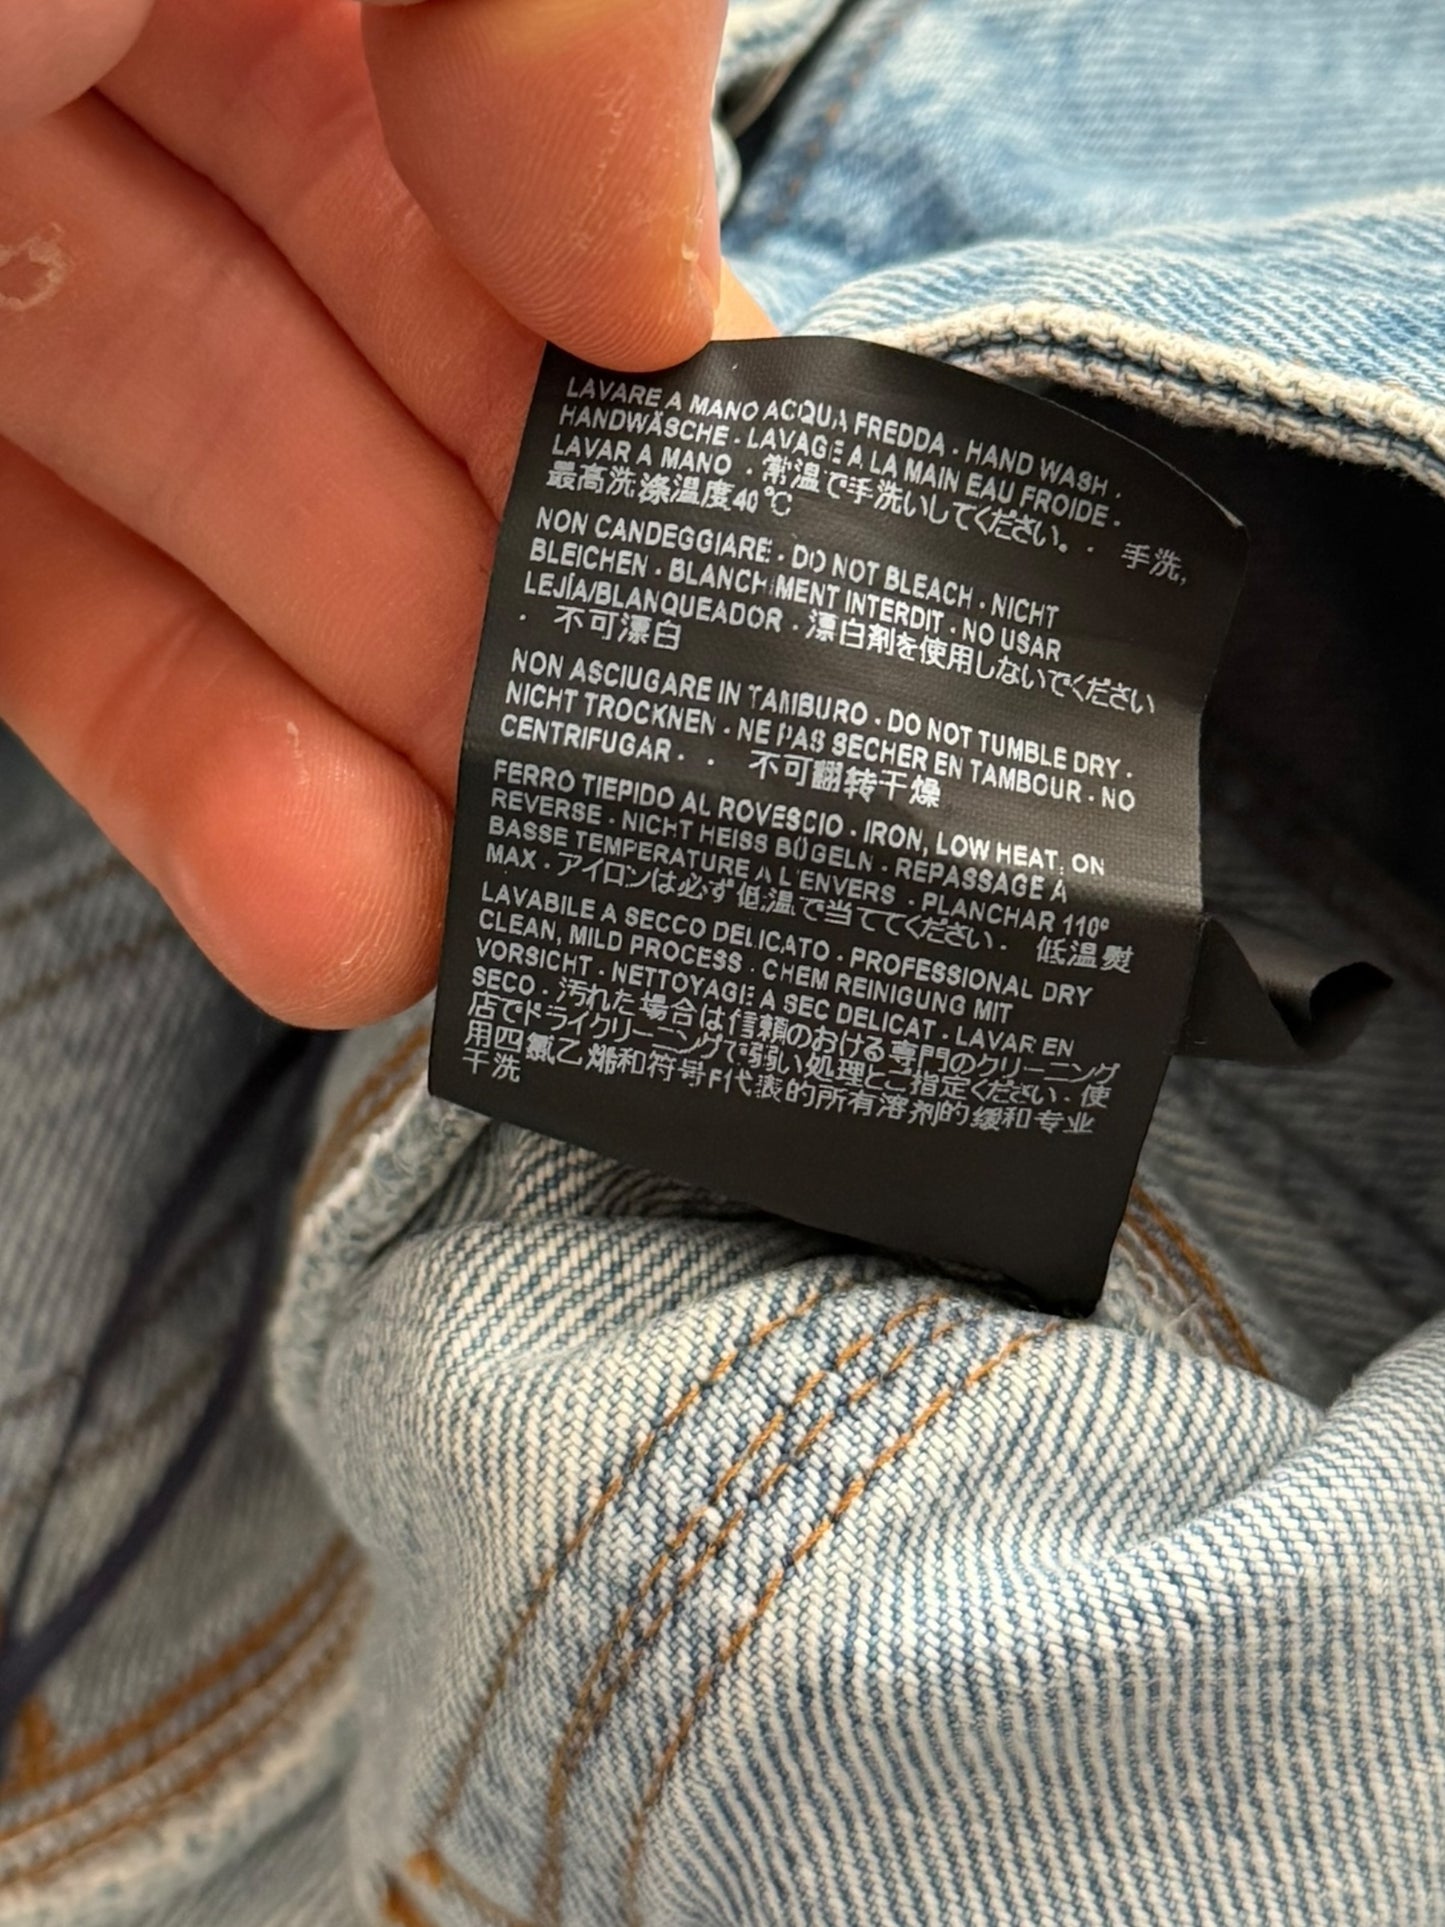 LAVARE A MANO ACQUA FREDDA · HAND WASH ·
HANDWÄSCHE · LAVAGE A LA MAIN EAU FROIDE ·
LAVAR A MANO · 常温で手洗いしてください。 · 手洗,
最高洗涤温度40℃
NON CANDEGGIARE · DO NOT BLEACH · NICHT
BLEICHEN · BLANCHIMENT INTERDIT · NO USAR
LEJÍA/BLANQUEADOR · 漂白剤を使用しないでください
· 不可漂白
NON ASCIUGARE IN TAMBURO · DO NOT TUMBLE DRY ·
NICHT TROCKNEN · NE PAS SECHER EN TAMBOUR · NO
CENTRIFUGAR · · 不可翻转干燥
FERRO TIEPIDO AL ROVESCIO · IRON, LOW HEAT, ON
REVERSE · NICHT HEISS BÜGELN · REPASSAGE À
BASSE TEMPERATURE A L'ENVERS · PLANCHAR 110º
MAX · アイロンは必ず低温で当ててください · 低温熨
LAVABILE A SECCO DELICATO · PROFESSIONAL DRY
CLEAN, MILD PROCESS · CHEM REINIGUNG MIT
VORSICHT · NETTOYAGE A SEC DELICAT · LAVAR EN
SECO · 汚れた場合は信頼のおける専門のクリーニング
店でドライクリーニングで弱い処理とご指定ください · 使
用四氯乙烯和符号F代表的所有溶剂的缓和专业
干洗